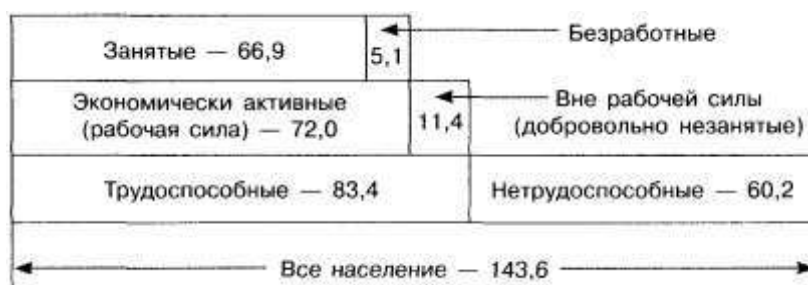 Занятые — 66,9
5,1
Безработные
Экономически активные
(рабочая сила) — 72,0
11,4
Вне рабочей силы
(добровольно незанятые)
Трудоспособные — 83,4
Нетрудоспособные — 60,2
Все население — 143,6